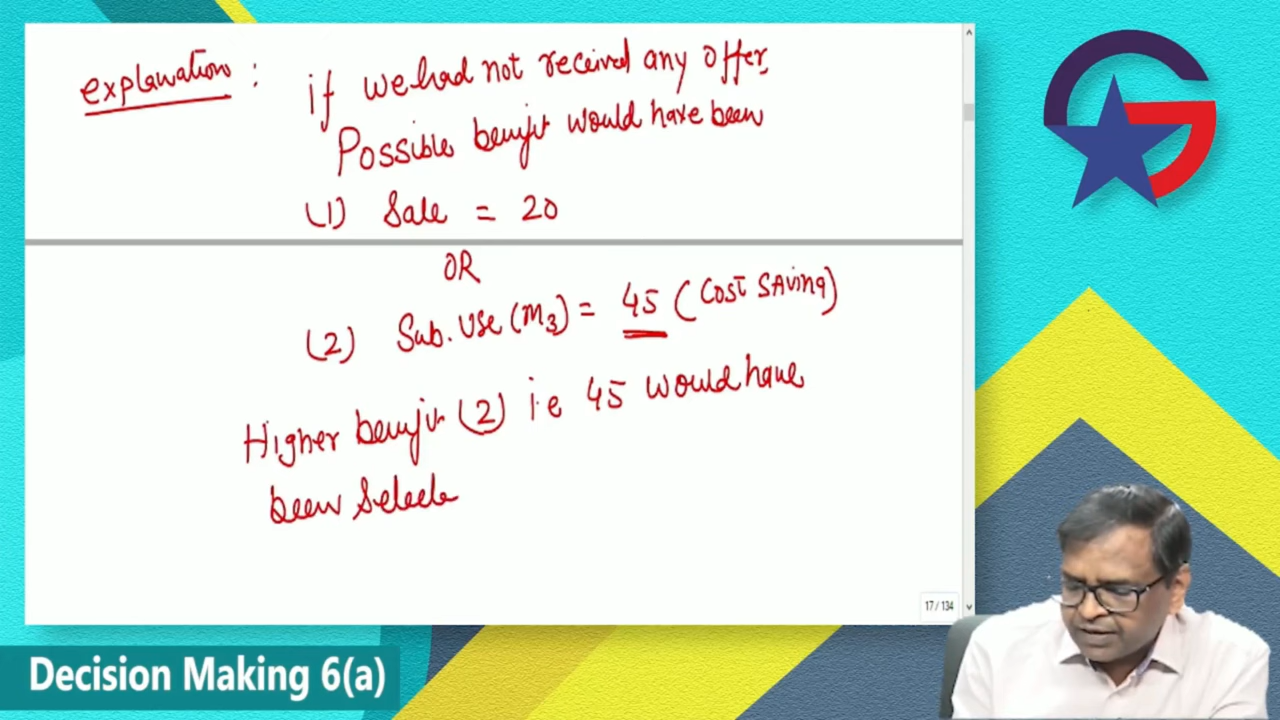 explanation : if we had not received any offer,
Possible benefit would have been
(1) Sale = 20
OR
(2) Sub. Use (M3) = 45 (Cost Saving)
Higher benefit (2) i.e 45 would have
been Selecte
17 / 134
Decision Making 6(a)